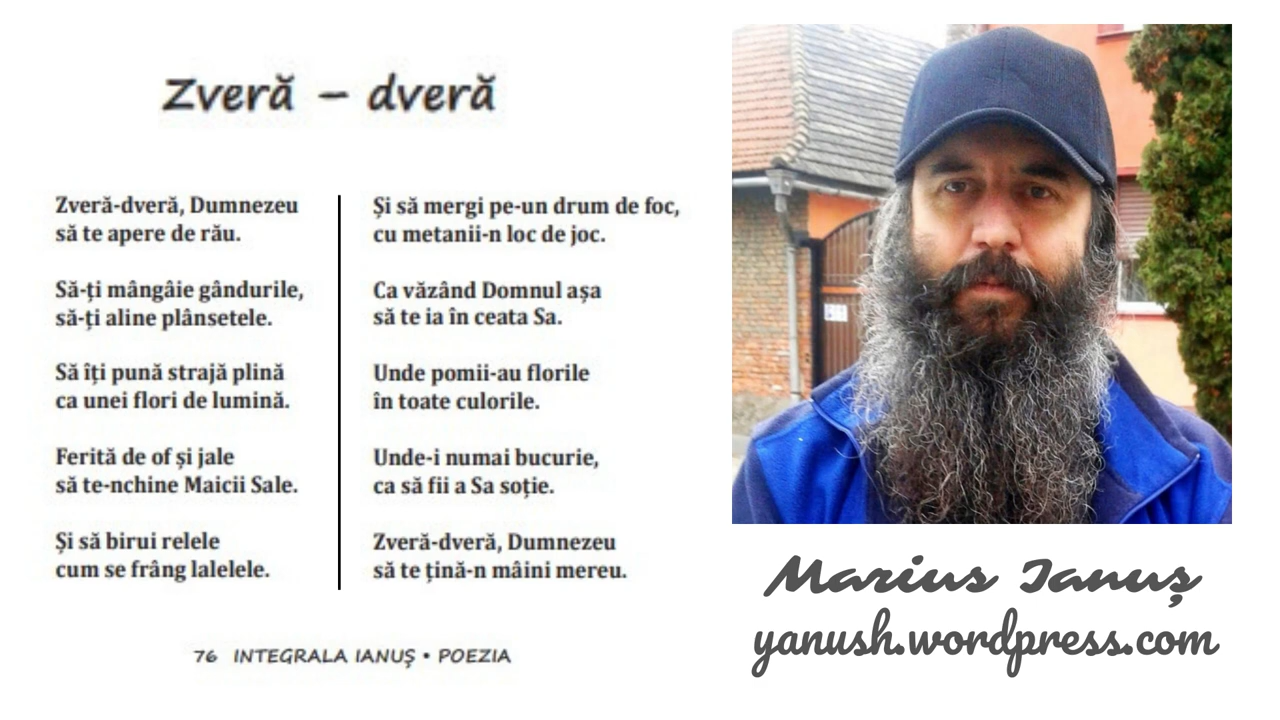 Zveră – dveră
Zveră-dveră, Dumnezeu
să te apere de rău.
Să-ți mângâie gândurile,
să-ți aline plânsetele.
Să îți pună strajă plină
ca unei flori de lumină.
Ferită de of și jale
să te-nchine Maicii Sale.
Și să birui relele
cum se frâng lalelele.
Și să mergi pe-un drum de foc,
cu metanii-n loc de joc.
Ca văzând Domnul așa
să te ia în ceata Sa.
Unde pomii-au florile
în toate culorile.
Unde-i numai bucurie,
ca să fii a Sa soție.
Zveră-dveră, Dumnezeu
să te țină-n mâini mereu.
76 INTEGRALA IANUȘ • POEZIA
Marius Ianuș
yanush.wordpress.com